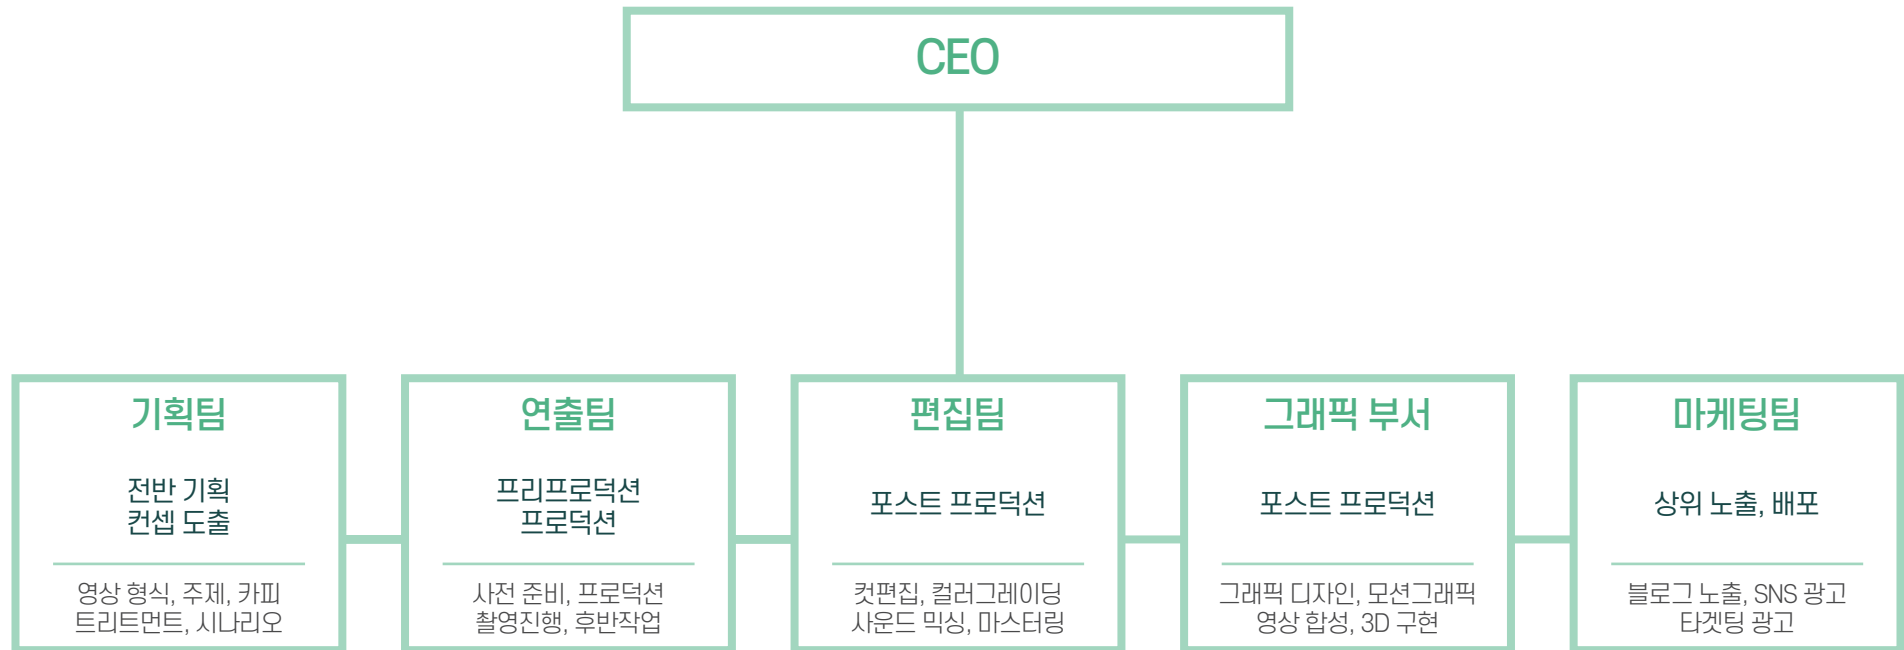 CEO
기획팀
전반 기획
컨셉 도출
영상 형식, 주제, 카피
트리트먼트, 시나리오
연출팀
프리프로덕션
프로덕션
사전 준비, 프로덕션
촬영진행, 후반작업
편집팀
포스트 프로덕션
컷편집, 컬러그레이딩
사운드 믹싱, 마스터링
그래픽 부서
포스트 프로덕션
그래픽 디자인, 모션그래픽
영상 합성, 3D 구현
마케팅팀
상위 노출, 배포
블로그 노출, SNS 광고
타겟팅 광고